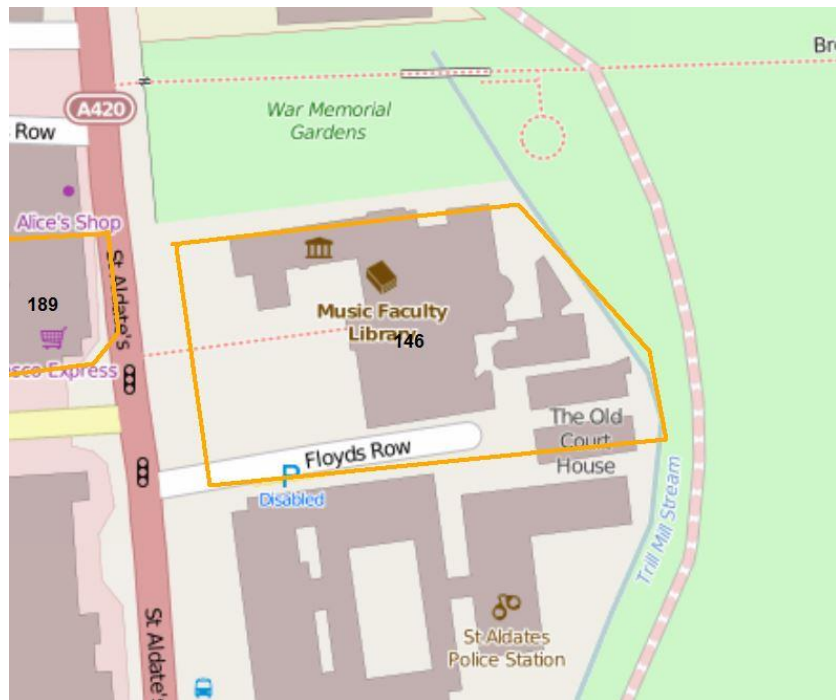 Bro
War Memorial
Gardens
A420
Row
Alice's Shop
St Aldate's
189
Music Faculty
Library
146
sco Express
The Old
Court
House
Floyds Row
P
Disabled
Trill Mill Stream
St Aldates
Police Station
St Aldate's